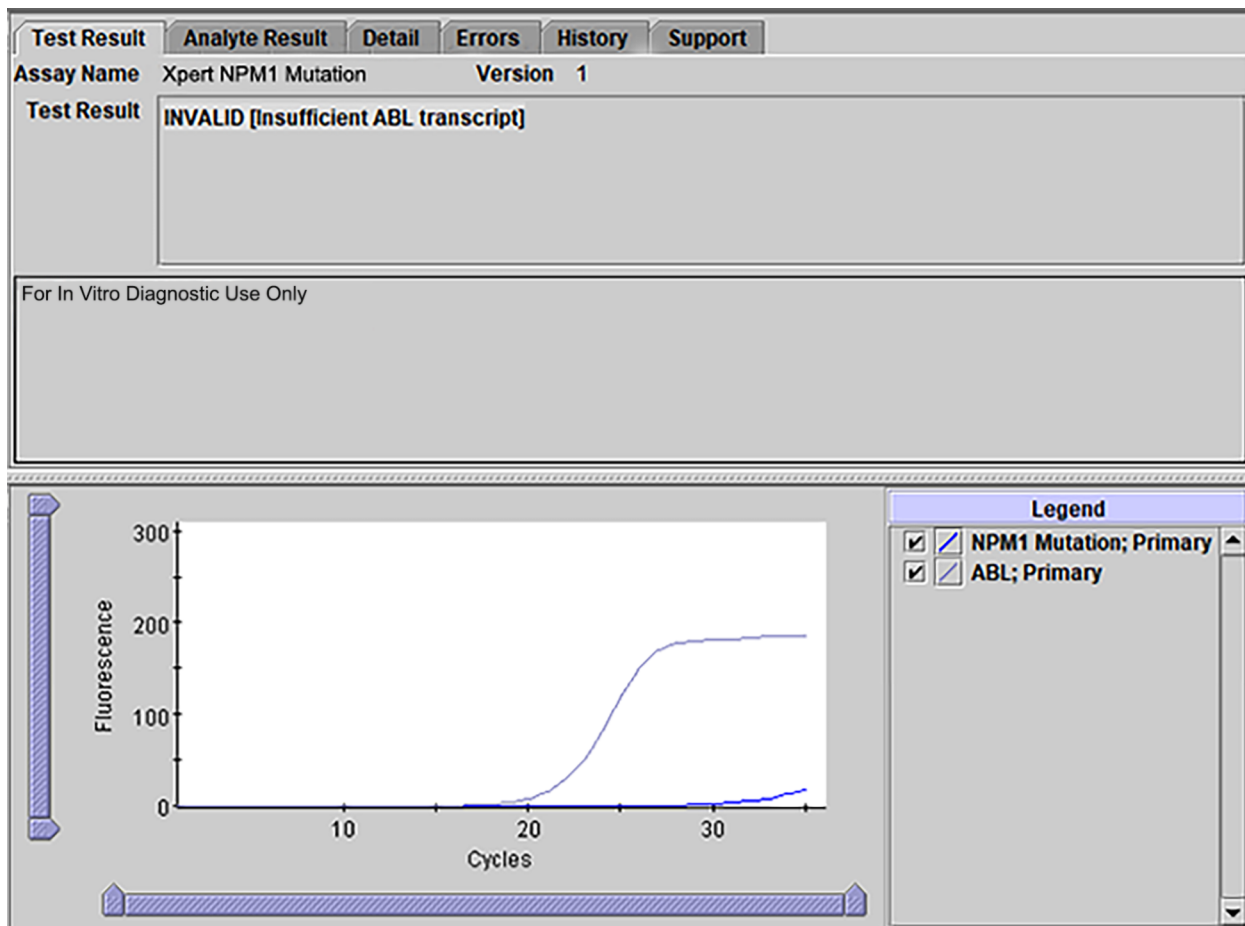 Test Result Analyte Result Detail Errors History Support
Assay Name Xpert NPM1 Mutation Version 1
Test Result INVALID [Insufficient ABL transcript]
For In Vitro Diagnostic Use Only
Legend
NPM1 Mutation; Primary
ABL; Primary
300
200
100
0
Fluorescence
10 20 30
Cycles